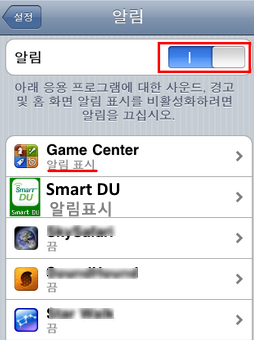 설정
알림
알림
아래 응용 프로그램에 대한 사운드, 경고
및 홈 화면 알림 표시를 비활성화하려면
알림을 끄십시오.
Game Center
알림 표시
Smart DU
Smart DU
알림표시
SkySafari
끔
SoundHound
끔
Star Walk
끔